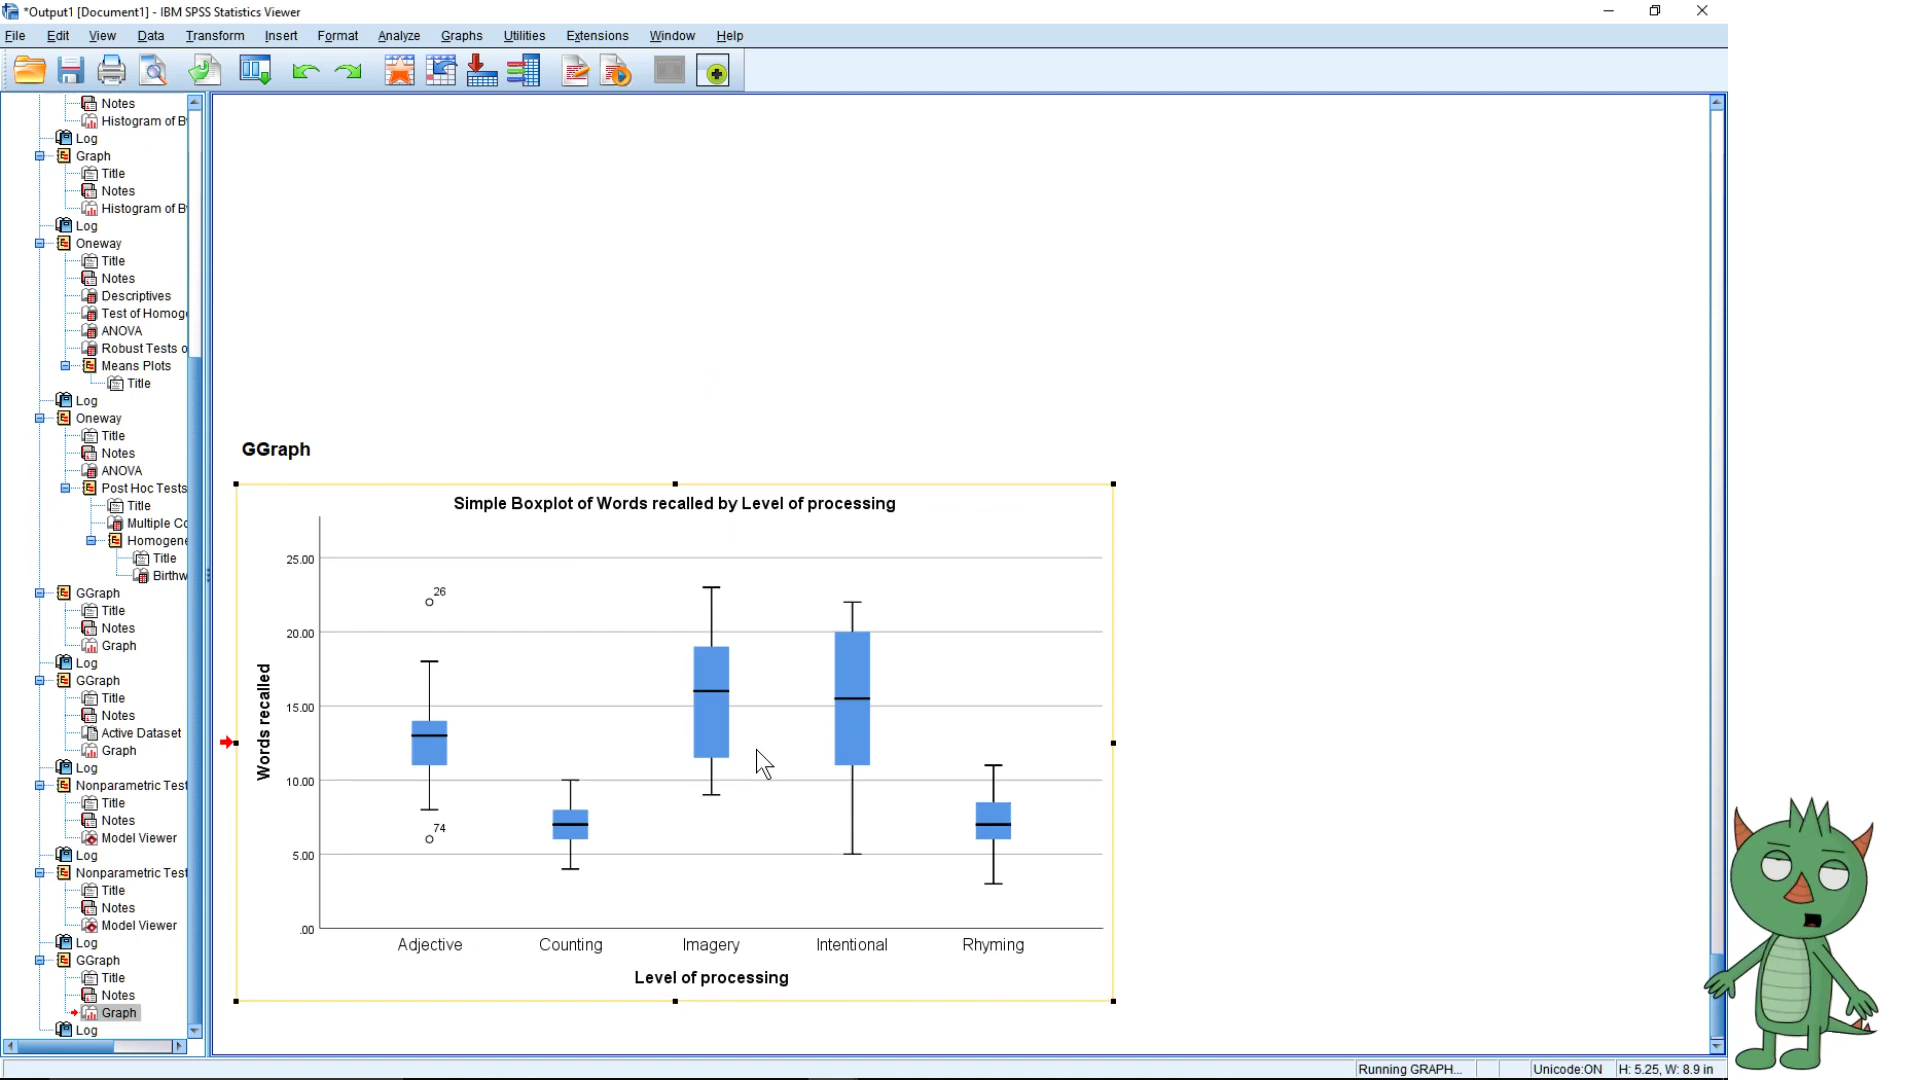 *Output1 [Document1] - IBM SPSS Statistics Viewer
File Edit View Data Transform Insert Format Analyze Graphs Utilities Extensions Window Help
Notes
Histogram of B
Log
Graph
Title
Notes
Histogram of B
Log
Oneway
Title
Notes
Descriptives
Test of Homog
ANOVA
Robust Tests o
Means Plots
Title
Log
Oneway
Title
Notes
ANOVA
Post Hoc Tests
Title
Multiple Co
Homogene
Title
Birthw
GGraph
Title
Notes
Graph
Log
GGraph
Title
Notes
Active Dataset
Graph
Log
Nonparametric Test
Title
Notes
Model Viewer
Log
Nonparametric Test
Title
Notes
Model Viewer
Log
GGraph
Title
Notes
Graph
Log
GGraph
Simple Boxplot of Words recalled by Level of processing
Words recalled
25.00
20.00
15.00
10.00
5.00
.00
26
74
Adjective Counting Imagery Intentional Rhyming
Level of processing
Running GRAPH... Unicode:ON H: 5.25, W: 8.9 in